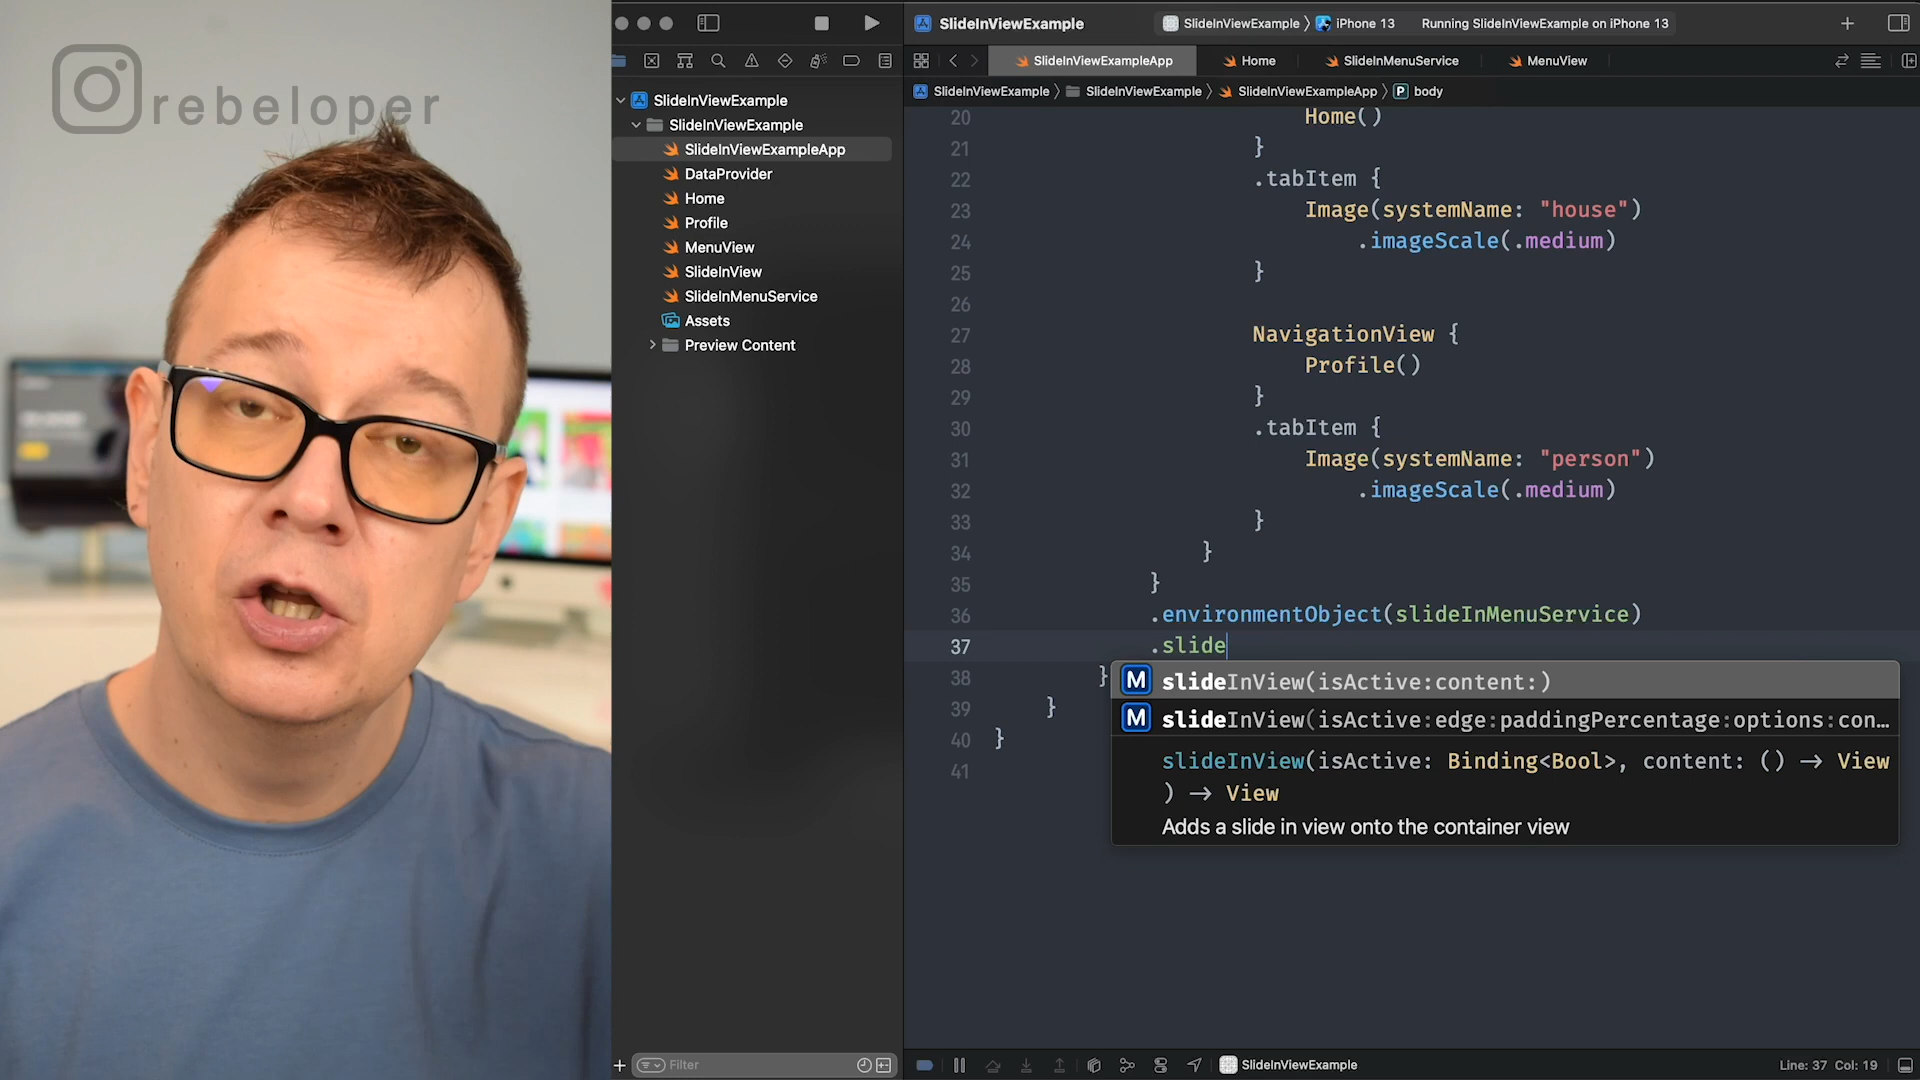 rebeloper
SlideInViewExample
SlideInViewExample
iPhone 13
Running SlideInViewExample on iPhone 13
SlideInViewExampleApp
Home
SlideInMenuService
MenuView
SlideInViewExample
SlideInViewExample
SlideInViewExampleApp
P body
SlideInViewExample
SlideInViewExample
SlideInViewExampleApp
DataProvider
Home
Profile
MenuView
SlideInView
SlideInMenuService
Assets
Preview Content
20 Home()
21 }
22 .tabItem {
23 Image(systemName: "house")
24 .imageScale(.medium)
25 }
26
27 NavigationView {
28 Profile()
29 }
30 .tabItem {
31 Image(systemName: "person")
32 .imageScale(.medium)
33 }
34 }
35 }
36 .environmentObject(slideInMenuService)
37 .slide
38 }
39 }
40 }
41
M slideInView(isActive:content:)
M slideInView(isActive:edge:paddingPercentage:options:con…
slideInView(isActive: Binding<Bool>, content: () → View
) → View
Adds a slide in view onto the container view
Filter
SlideInViewExample
Line: 37 Col: 19